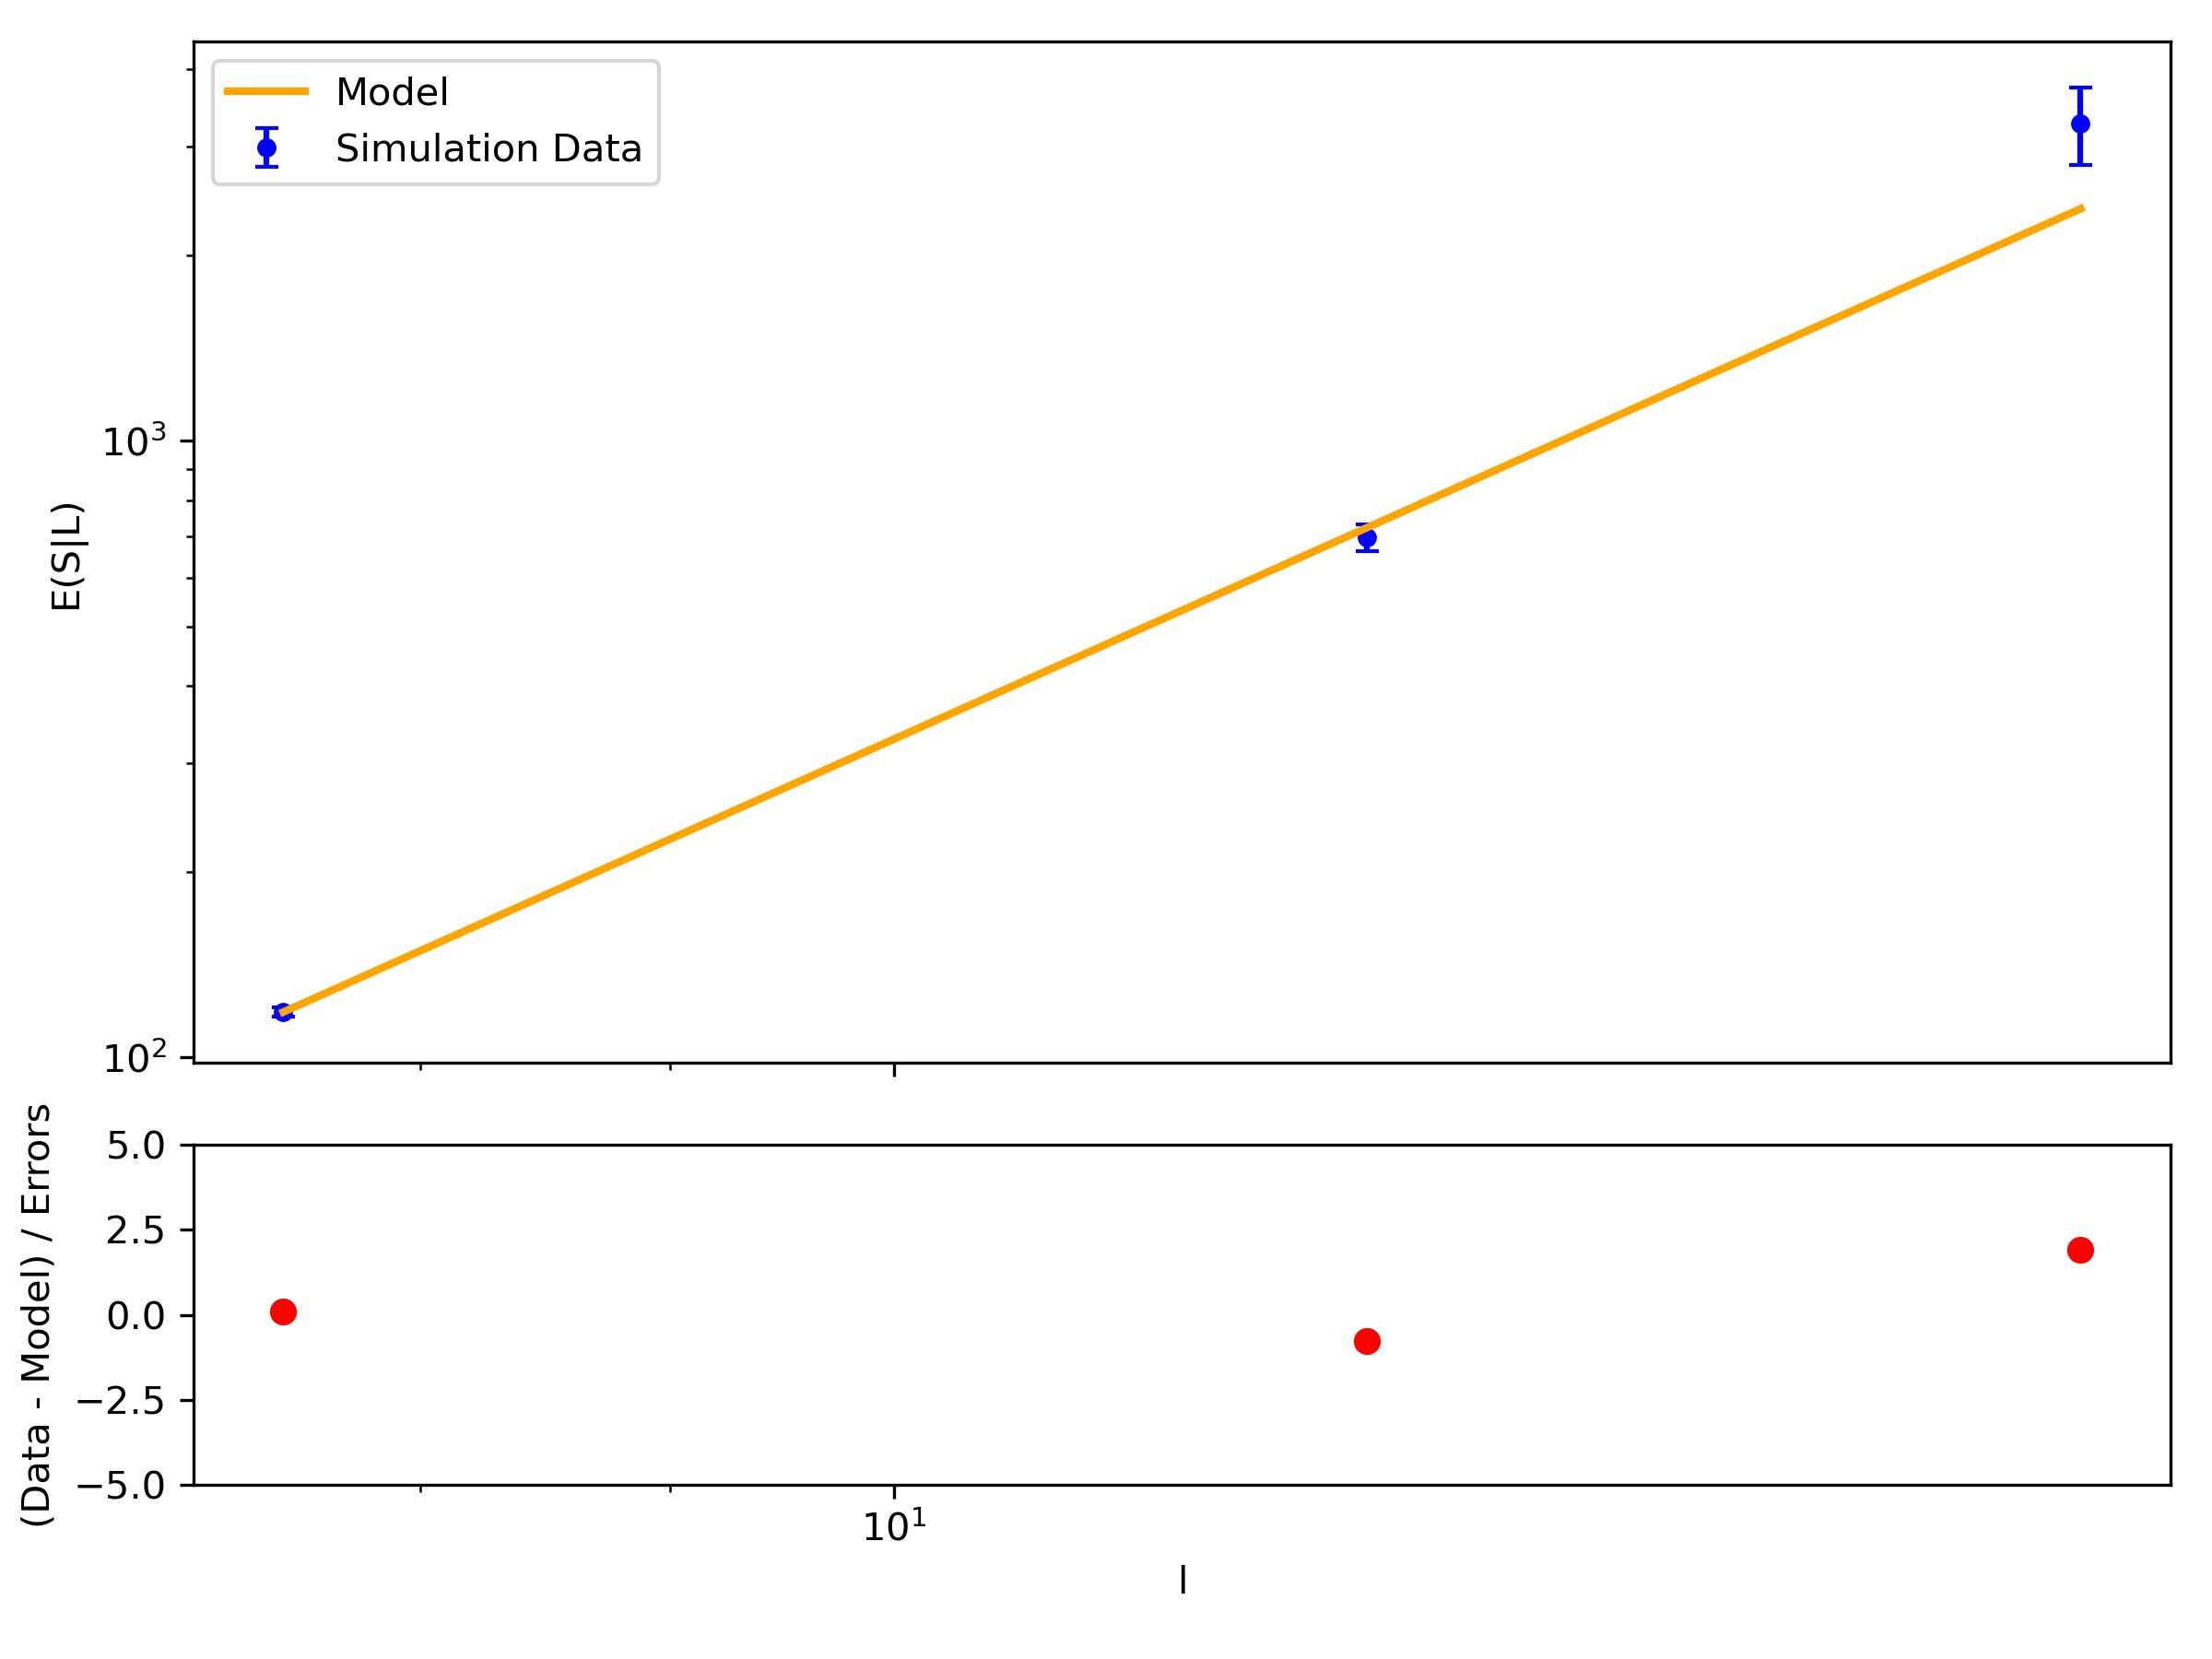 Model
Simulation Data
10³
10²
E(S|L)
5.0
2.5
0.0
−2.5
−5.0
(Data - Model) / Errors
10¹
l